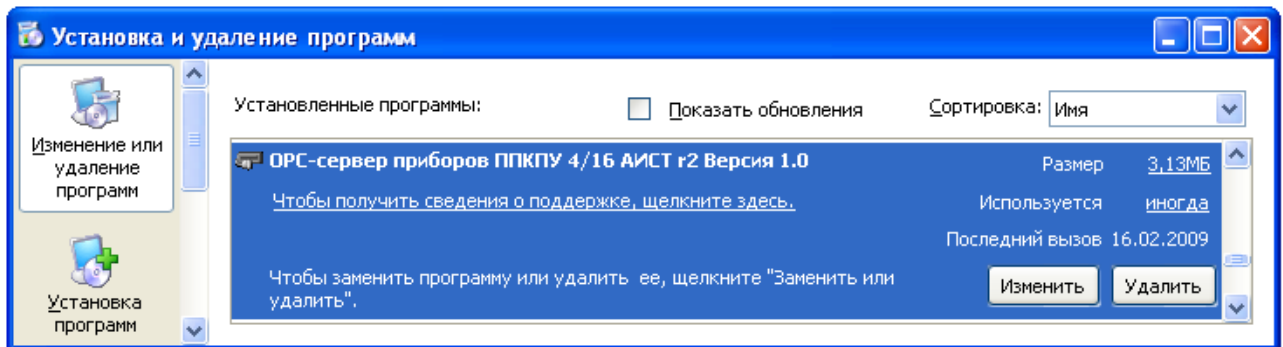 Установка и удаление программ
Изменение или
удаление
программ
Установка
программ
Установленные программы:
Показать обновления
Сортировка:
Имя
OPC-сервер приборов ППКПУ 4/16 АИСТ r2 Версия 1.0
Размер 3,13МБ
Чтобы получить сведения о поддержке, щелкните здесь.
Используется иногда
Последний вызов 16.02.2009
Чтобы заменить программу или удалить ее, щелкните "Заменить или
удалить".
Изменить
Удалить